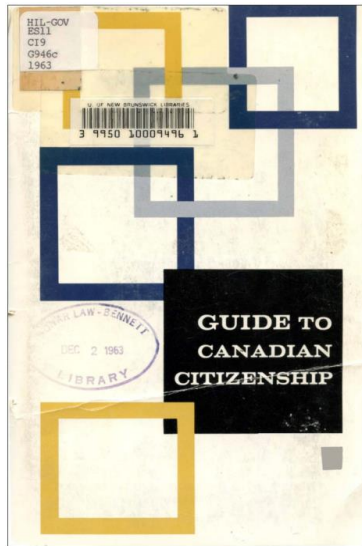 HIL-GOV
ES11
CI9
G946c
1963
U. OF NEW BRUNSWICK LIBRARIES
3 9950 10009496 1
GUIDE TO
CANADIAN
CITIZENSHIP
LAW - BENNETT
DEC 2 1963
LIBRARY